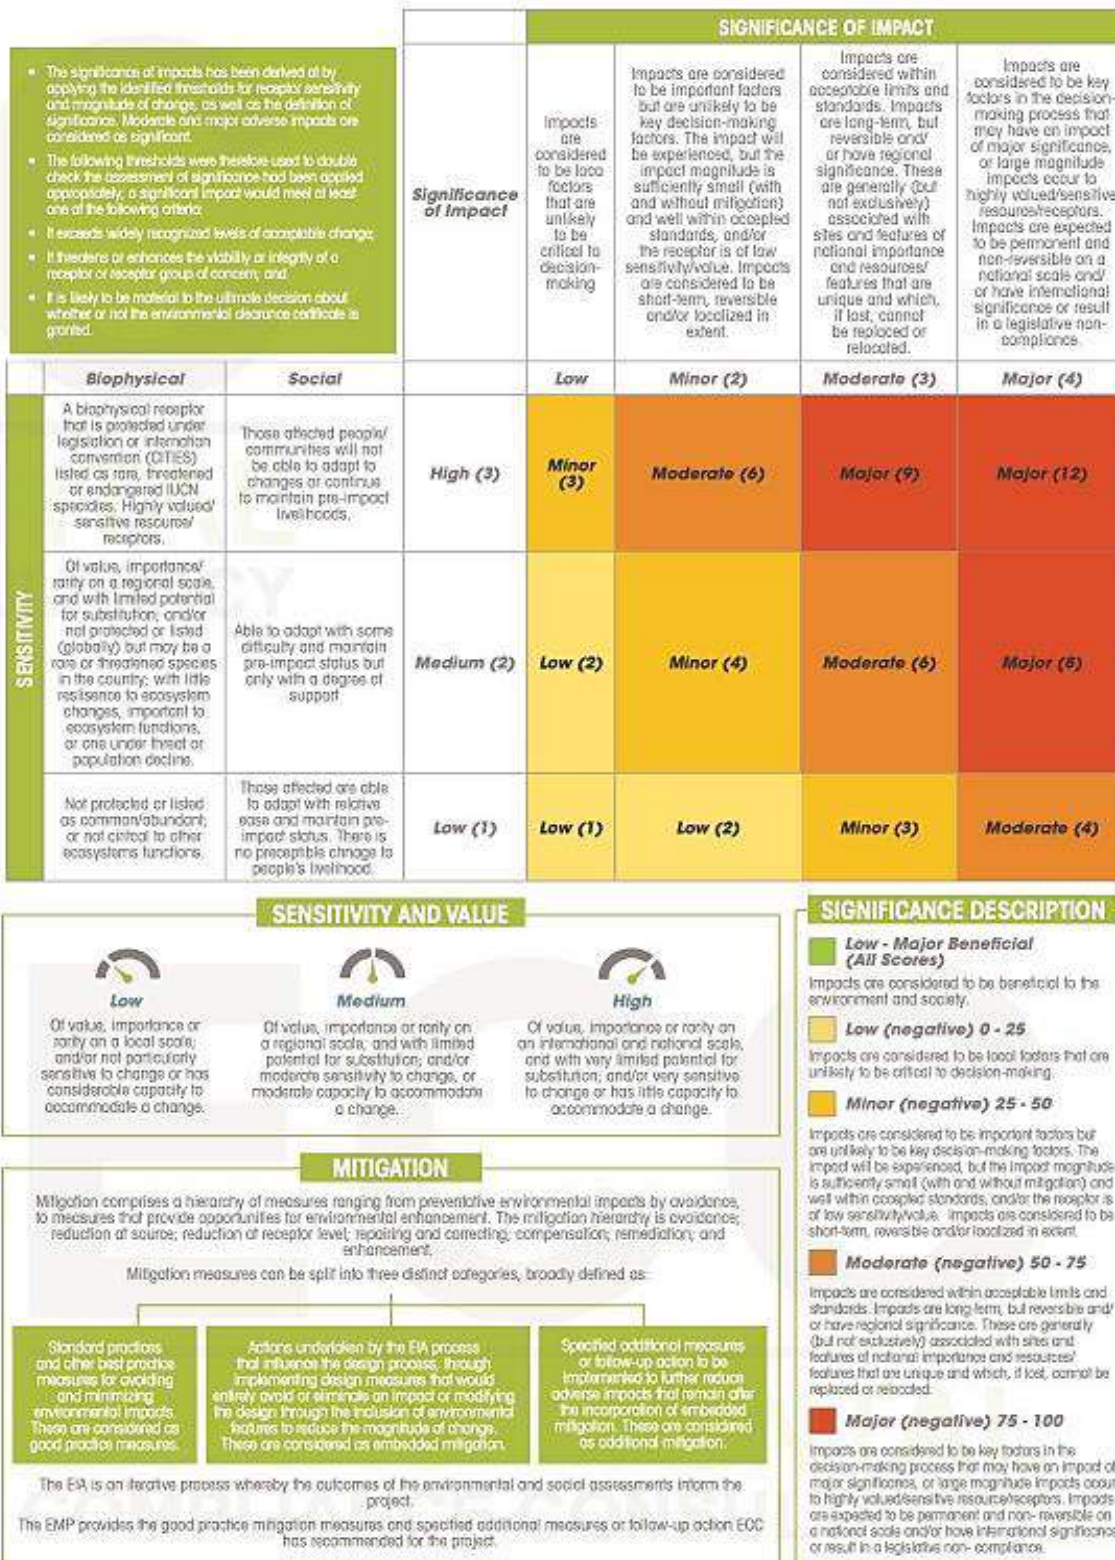 SIGNIFICANCE OF IMPACT
• The significance of impacts has been derived at by
applying the identified thresholds for receptor sensitivity
and magnitude of change, as well as the definition of
significance. Moderate and major adverse impacts are
considered as significant.
• The following thresholds were therefore used to double
check the assessment of significance had been applied
appropriately, a significant impact would meet at least
one of the following criteria:
• It exceeds widely recognized levels of acceptable change;
• It threatens or enhances the viability or integrity of a
receptor or receptor group of concern; and
• It is likely to be material to the ultimate decision about
whether or not the environmental clearance certificate is
granted.
Significance
of Impact
Impacts
are
considered
to be loca
factors
that are
unlikely
to be
critical to
decision-
making
Impacts are considered
to be important factors
but are unlikely to be
key decision-making
factors. The impact will
be experienced, but the
impact magnitude is
sufficiently small (with
and without mitigation)
and well within accepted
standards, and/or
the receptor is of low
sensitivity/value. Impacts
are considered to be
short-term, reversible
and/or localized in
extent.
Impacts are
considered within
acceptable limits and
standards. Impacts
are long-term, but
reversible and/
or have regional
significance. These
are generally (but
not exclusively)
associated with
sites and features of
national importance
and resources/
features that are
unique and which,
if lost, cannot
be replaced or
relocated.
Impacts are
considered to be key
factors in the decision-
making process that
may have an impact
of major significance,
or large magnitude
impacts occur to
highly valued/sensitive
resource/receptors.
Impacts are expected
to be permanent and
non-reversible on a
national scale and/
or have international
significance or result
in a legislative non-
compliance.
Biophysical
Social
Low
Minor (2)
Moderate (3)
Major (4)
SENSITIVITY
A biophysical receptor
that is protected under
legislation or internation
convention (CITIES)
listed as rare, threatened
or endangered IUCN
specidies. Highly valued/
sensitive resource/
receptors.
Those affected people/
communities will not
be able to adapt to
changes or continue
to maintain pre-impact
livelihoods.
High (3)
Minor
(3)
Moderate (6)
Major (9)
Major (12)
Of value, importance/
rarity on a regional scale,
and with limited potential
for substitution; and/or
not protected or listed
(globally) but may be a
rare or threatened species
in the country; with little
reslisence to ecosystem
changes, important to
ecosystem functions,
or one under threat or
population decline.
Able to adapt with some
difficulty and maintain
pre-impact status but
only with a degree of
support
Medium (2)
Low (2)
Minor (4)
Moderate (6)
Major (8)
Not protected or listed
as common/abundant;
or not cirtcal to other
ecosystems functions.
Those affected are able
to adapt with relative
ease and maintain pre-
impact status. There is
no preceptible chnage to
people's livelihood.
Low (1)
Low (1)
Low (2)
Minor (3)
Moderate (4)
SENSITIVITY AND VALUE
Low
Of value, importance or
rarity on a local scale;
and/or not particularly
sensitive to change or has
considerable capacity to
accommodate a change.
Medium
Of value, importance or rarity on
a regional scale, and with limited
potential for substitution; and/or
moderate sensitivity to change, or
moderate capacity to accommodate
a change.
High
Of value, importance or rarity on
an international and national scale,
and with very limited potential for
substitution; and/or very sensitive
to change or has little capacity to
accommodate a change.
MITIGATION
Mitigation comprises a hierarchy of measures ranging from preventative environmental impacts by avoidance,
to measures that provide opportunities for environmental enhancement. The mitigation hierarchy is avoidance;
reduction at source; reduction at receptor level; repairing and correcting; compensation; remediation; and
enhancement.
Mitigation measures can be split into three distinct categories, broadly defined as:
Standard practices
and other best practice
measures for avoiding
and minimizing
environmental impacts.
These are considered as
good practice measures.
Actions undertaken by the EIA process
that influence the design process, through
implementing design measures that would
entirely avoid or eliminate an impact or modifying
the design through the inclusion of environmental
features to reduce the magnitude of change.
These are considered as embedded mitigation.
Specified additional measures
or follow-up action to be
implemented to further reduce
adverse impacts that remain after
the incorporation of embedded
mitigation. These are considered
as additional mitigation.
The EIA is an iterative process whereby the outcomes of the environmental and social assessments inform the
project.
The EMP provides the good practice mitigation measures and specified additional measures or follow-up action ECC
has recommended for the project.
SIGNIFICANCE DESCRIPTION
Low - Major Beneficial
(All Scores)
Impacts are considered to be beneficial to the
environment and society.
Low (negative) 0 - 25
Impacts are considered to be local factors that are
unlikely to be critical to decision-making.
Minor (negative) 25 - 50
Impacts are considered to be important factors but
are unlikely to be key decision-making factors. The
impact will be experienced, but the impact magnitude
is sufficiently small (with and without mitigation) and
well within accepted standards, and/or the receptor is
of low sensitivity/value. Impacts are considered to be
short-term, reversible and/or localized in extent.
Moderate (negative) 50 - 75
Impacts are considered within acceptable limits and
standards. Impacts are long-term, but reversible and/
or have regional significance. These are generally
(but not exclusively) associated with sites and
features of national importance and resources/
features that are unique and which, if lost, cannot be
replaced or relocated.
Major (negative) 75 - 100
Impacts are considered to be key factors in the
decision-making process that may have an impact of
major significance, or large magnitude impacts occur
to highly valued/sensitive resource/receptors. Impacts
are expected to be permanent and non- reversible on
a national scale and/or have international significance
or result in a legislative non- compliance.